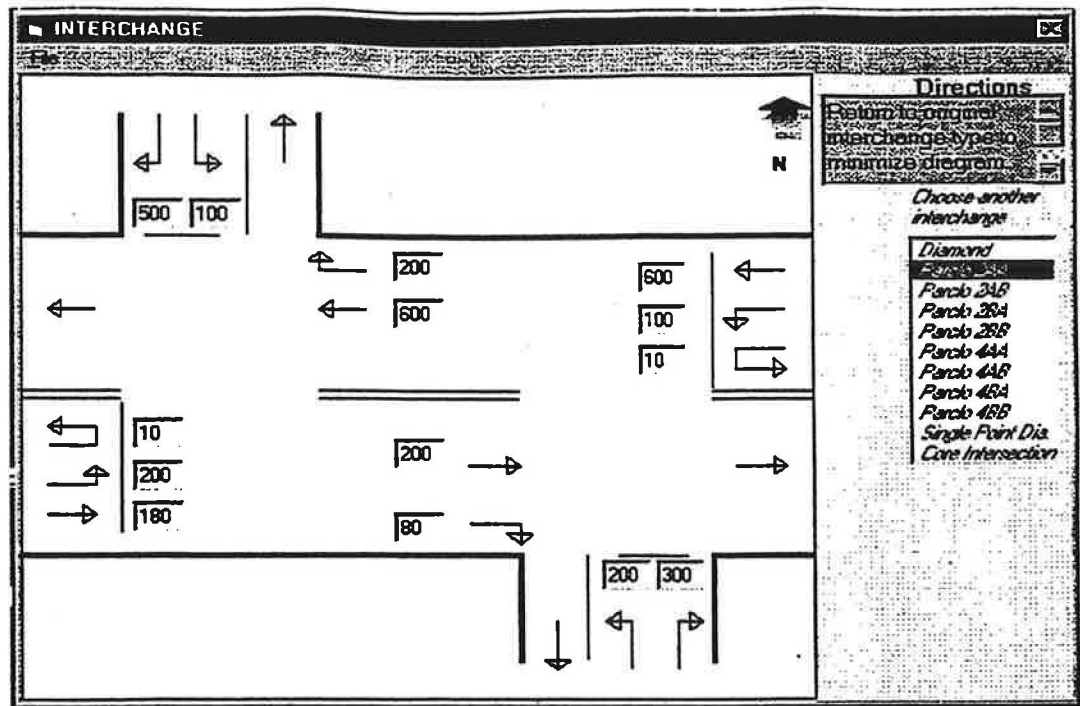 INTERCHANGE
File
Directions
Return to original
interchange type to
minimize diagram
N
Choose another
interchange
Diamond
Parclo 2AB
Parclo 2BA
Parclo 2BB
Parclo 4AA
Parclo 4AB
Parclo 4BA
Parclo 4BB
Single Point Dia.
Core Intersection
500 100
200
600
600
100
10
10
200
180
200
80
200 300